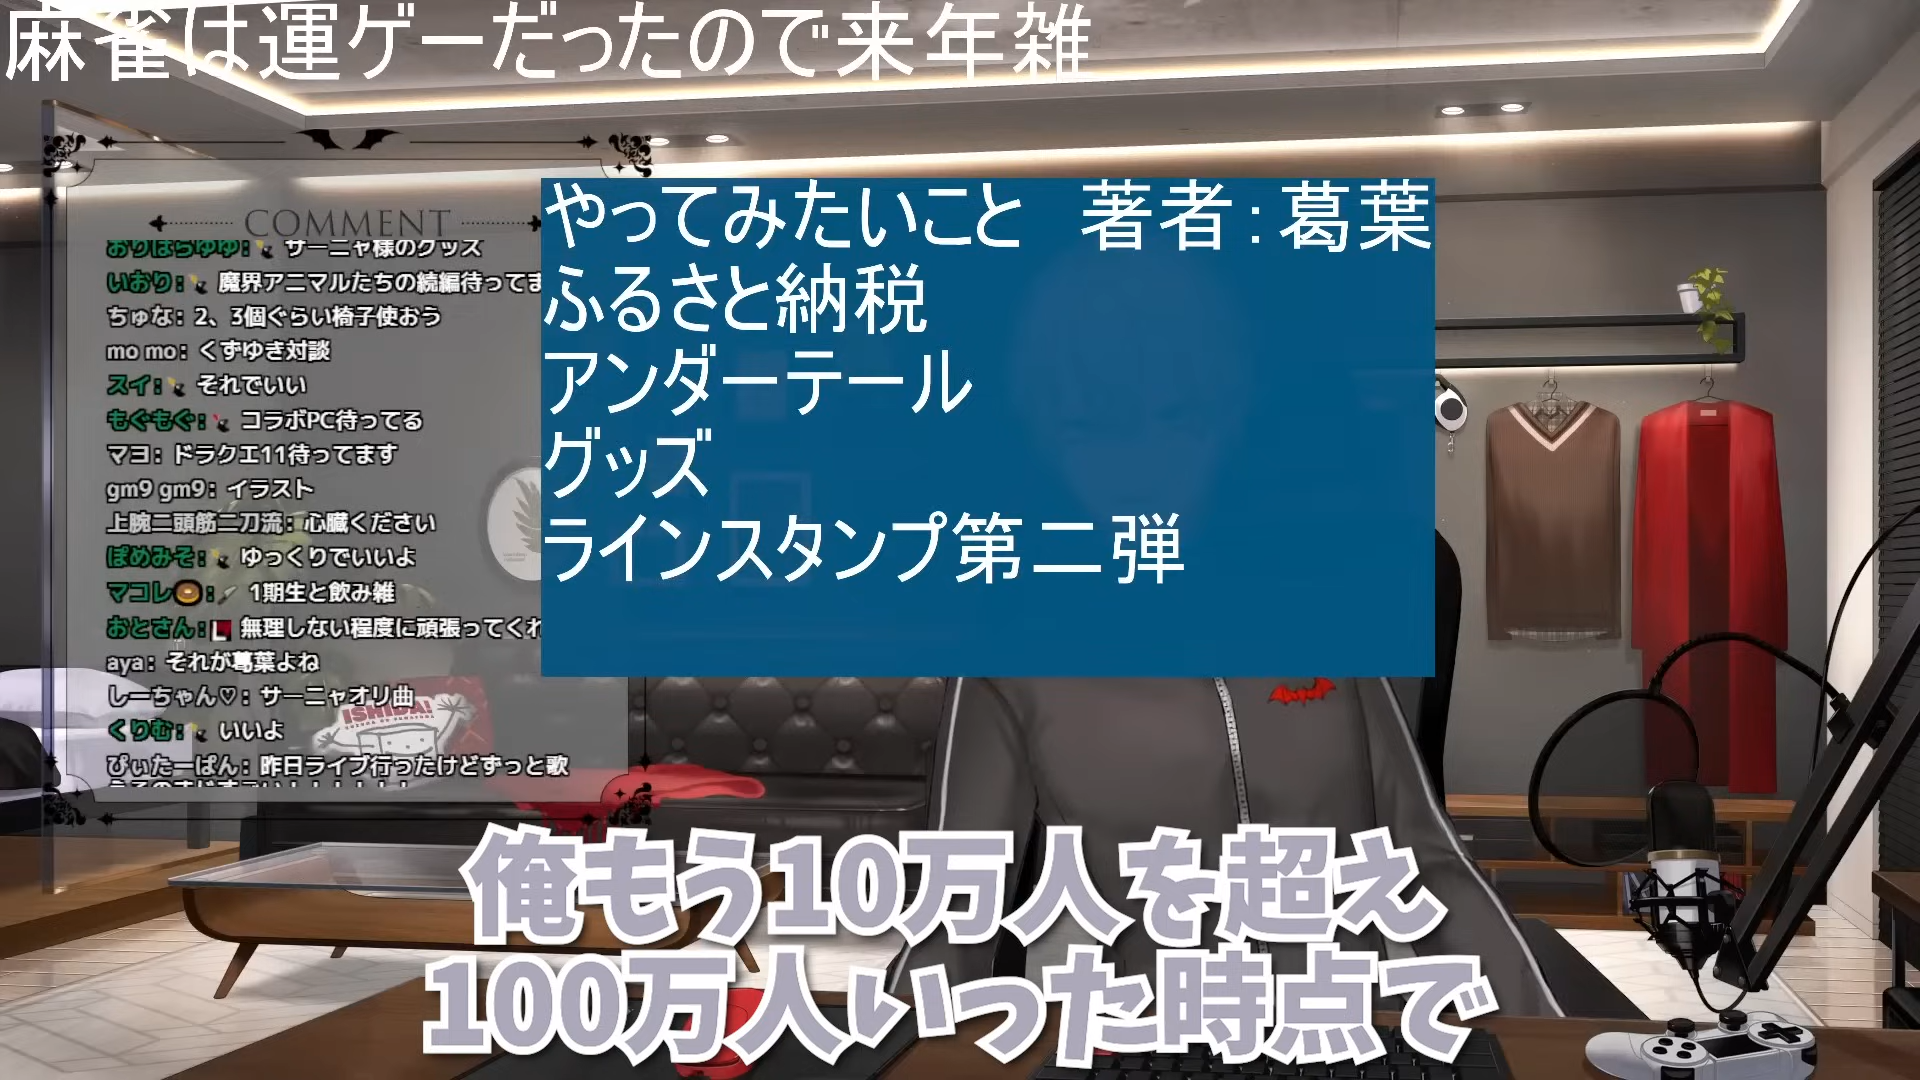 麻雀は運ゲーだったので来年雑
COMMENT
おりぽらゆゆ: サーニャ様のグッズ
いおり: 魔界アニマルたちの続編待ってま
ちゅな: 2、3個ぐらい椅子使おう
mo mo: くずゆき対談
スイ: それでいい
もぐもぐ: コラボPC待ってる
マヨ: ドラクエ11待ってます
gm9 gm9: イラスト
上腕二頭筋二刀流: 心臓ください
ぽめみそ: ゆっくりでいいよ
マコレ: 1期生と飲み雑
おとさん: 無理しない程度に頑張ってくれ
aya: それが葛葉よね
しーちゃん♡: サーニャオリ曲
くりむ: いいよ
ぴぃたーぱん: 昨日ライブ行ったけどずっと歌
やってみたいこと 著者:葛葉
ふるさと納税
アンダーテール
グッズ
ラインスタンプ第二弾
ISHIDA!
俺もう10万人を超え
100万人いった時点で